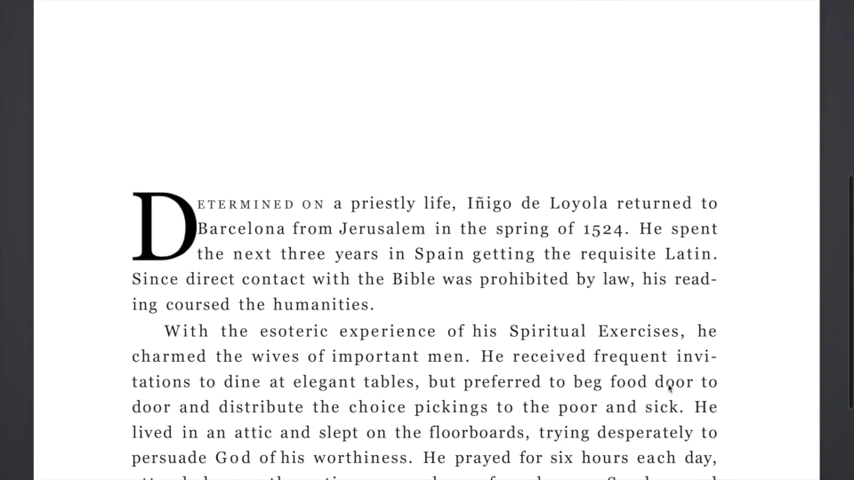 DETERMINED ON a priestly life, Iñigo de Loyola returned to
Barcelona from Jerusalem in the spring of 1524. He spent
the next three years in Spain getting the requisite Latin.
Since direct contact with the Bible was prohibited by law, his read-
ing coursed the humanities.
With the esoteric experience of his Spiritual Exercises, he
charmed the wives of important men. He received frequent invi-
tations to dine at elegant tables, but preferred to beg food door to
door and distribute the choice pickings to the poor and sick. He
lived in an attic and slept on the floorboards, trying desperately to
persuade God of his worthiness. He prayed for six hours each day,